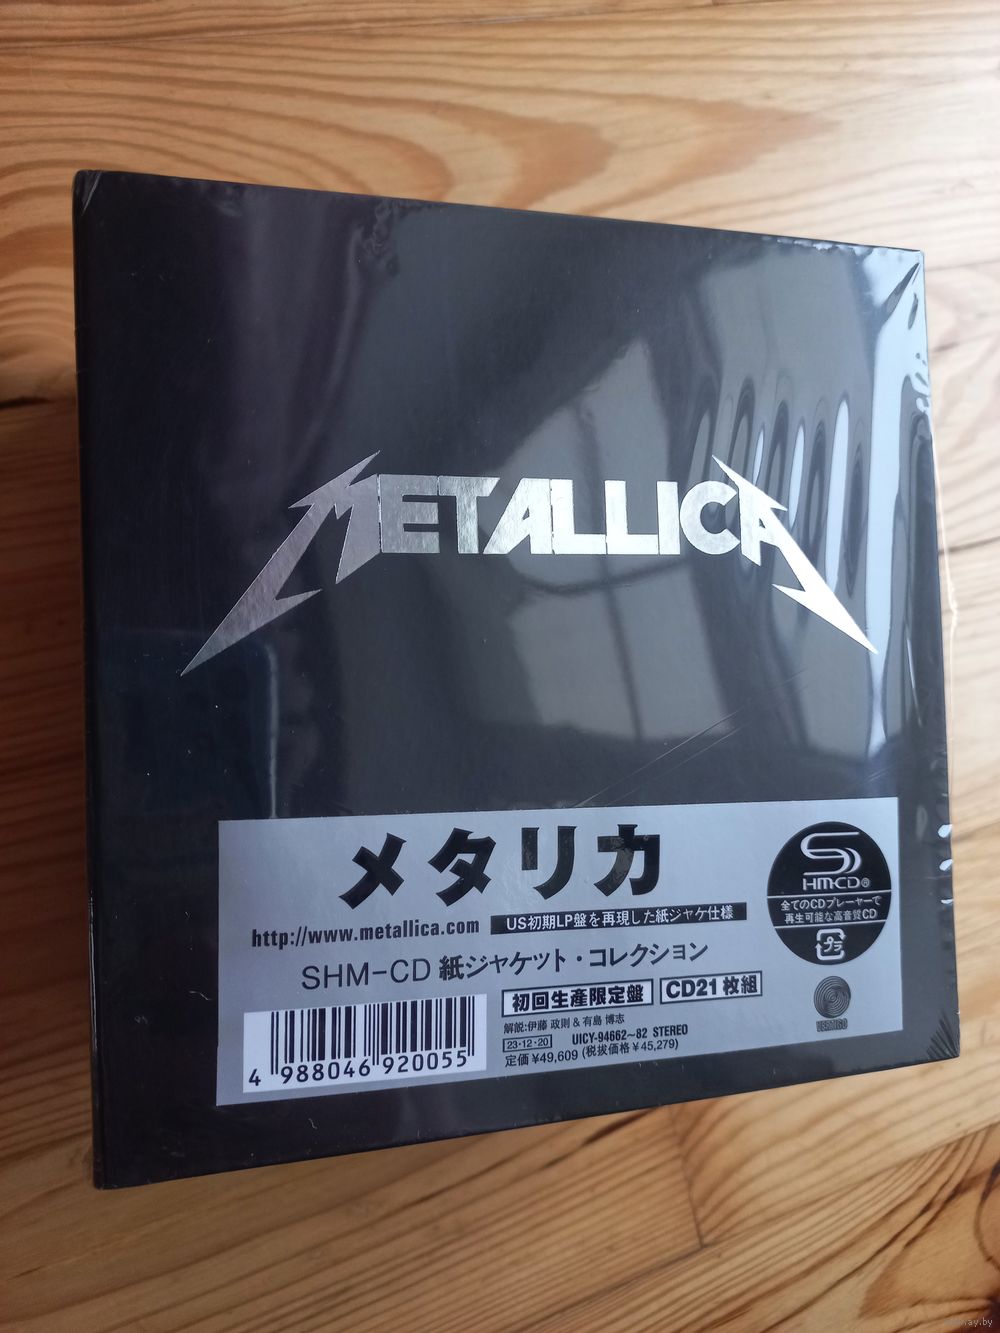 METALLICA
メタリカ
http://www.metallica.com
US初期LP盤を再現した紙ジャケ仕様
SHM-CD 紙ジャケット・コレクション
初回生産限定盤
CD21枚組
解説:伊藤 政則 & 有島 博志
23・12・20
UICY-94662~82 STEREO
定価 ¥49,609 (税抜価格 ¥45,279)
4 988046 920055
SHM-CD®
全てのCDプレーヤーで
再生可能な高音質CD
プラ
VERTIGO